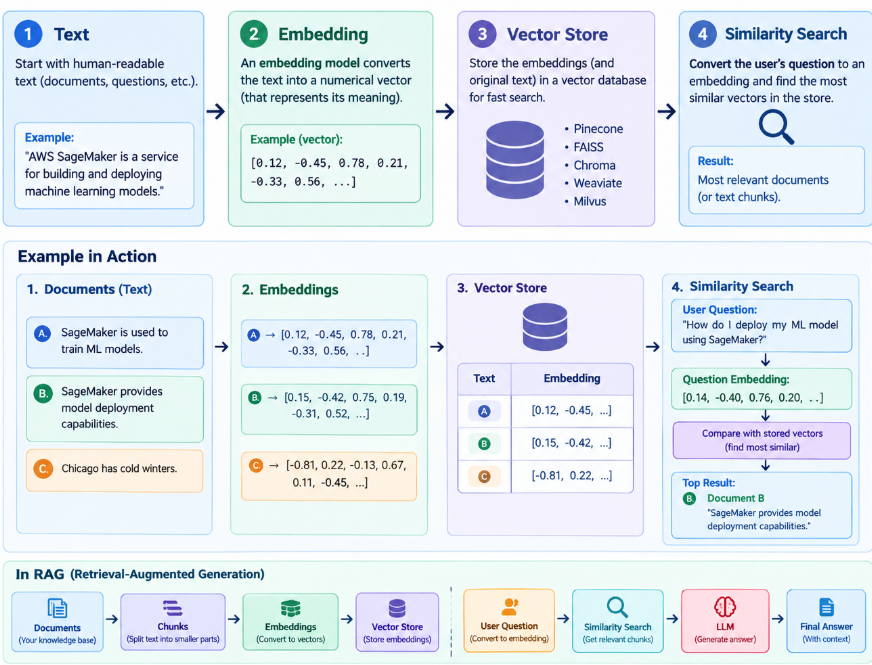 1 Text
Start with human-readable
text (documents, questions, etc.).
Example:
"AWS SageMaker is a service
for building and deploying
machine learning models."
2 Embedding
An embedding model converts
the text into a numerical vector
(that represents its meaning).
Example (vector):
[0.12, -0.45, 0.78, 0.21,
-0.33, 0.56, ...]
3 Vector Store
Store the embeddings (and
original text) in a vector database
for fast search.
• Pinecone
• FAISS
• Chroma
• Weaviate
• Milvus
4 Similarity Search
Convert the user's question to an
embedding and find the most
similar vectors in the store.
Result:
Most relevant documents
(or text chunks).
Example in Action
1. Documents (Text)
A. SageMaker is used to
train ML models.
B. SageMaker provides
model deployment
capabilities.
C. Chicago has cold winters.
2. Embeddings
A → [0.12, -0.45, 0.78, 0.21,
-0.33, 0.56, ..]
B. → [0.15, -0.42, 0.75, 0.19,
-0.31, 0.52, ...]
C. → [-0.81, 0.22, -0.13, 0.67,
0.11, -0.45, ...]
3. Vector Store
Text Embedding
A [0.12, -0.45, ...]
B [0.15, -0.42, ...]
C [-0.81, 0.22, ...]
4. Similarity Search
User Question:
"How do I deploy my ML model
using SageMaker?"
Question Embedding:
[0.14, -0.40, 0.76, 0.20, ..]
Compare with stored vectors
(find most similar)
Top Result:
B. Document B
"SageMaker provides model
deployment capabilities."
In RAG (Retrieval-Augmented Generation)
Documents
(Your knowledge base)
Chunks
(Split text into smaller parts)
Embeddings
(Convert to vectors)
Vector Store
(Store embeddings)
User Question
(Convert to embedding)
Similarity Search
(Get relevant chunks)
LLM
(Generate answer)
Final Answer
(With context)